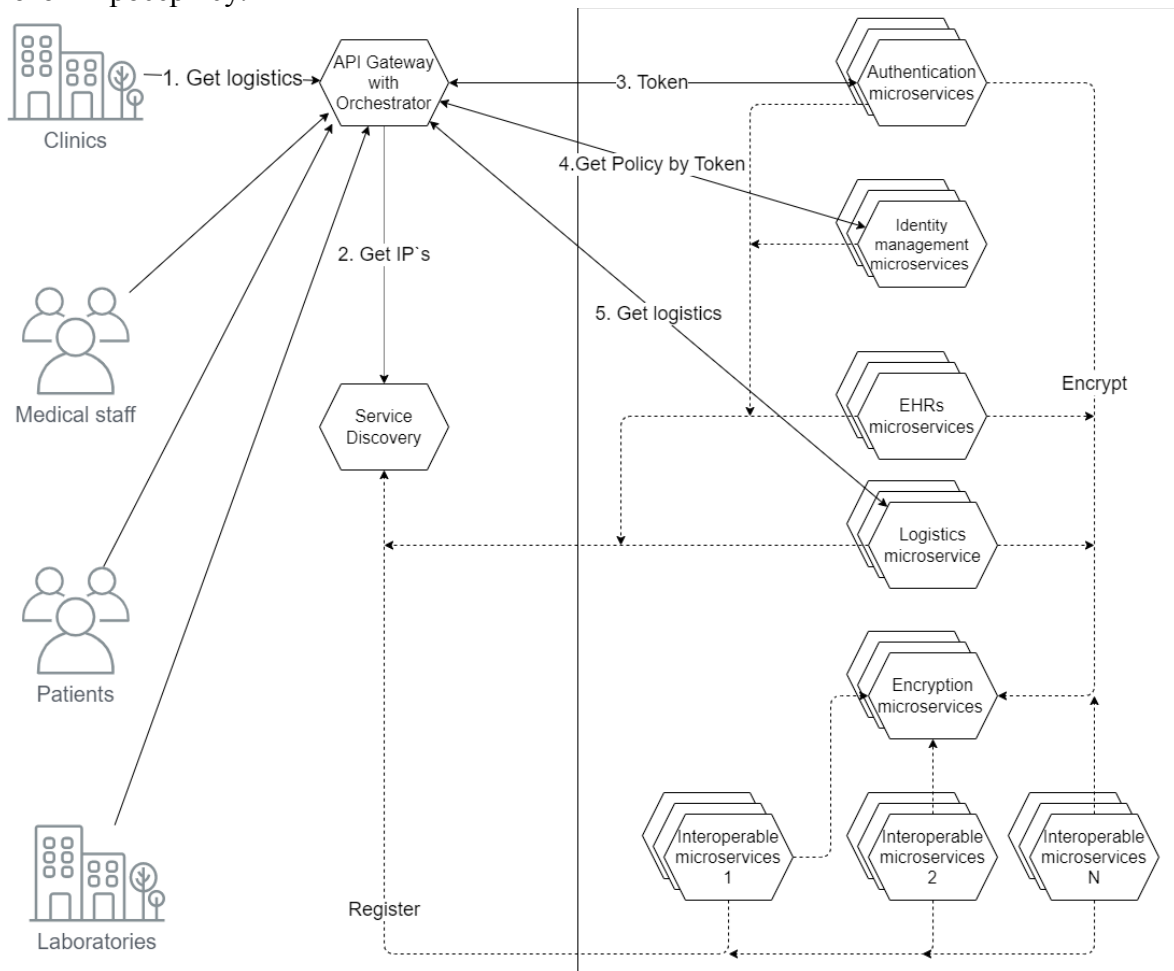 1. Get logistics
API Gateway
with
Orchestrator
3. Token
Authentication
microservices
Clinics
4.Get Policy by Token
Identity
management
microservices
2. Get IP`s
5. Get logistics
Encrypt
Medical staff
Service
Discovery
EHRs
microservices
Logistics
microservice
Patients
Encryption
microservices
Interoperable
microservices
1
Interoperable
microservices
2
Interoperable
microservices
N
Register
Laboratories